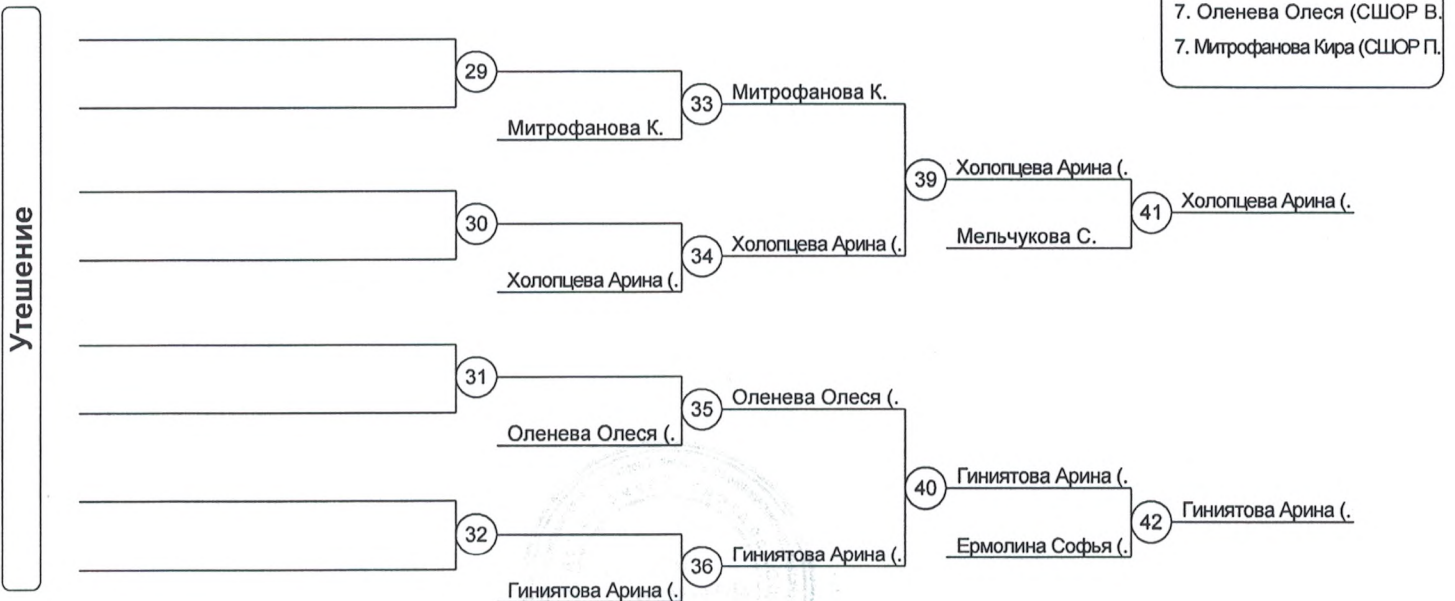 7. Оленева Олеся (СШОР В.
7. Митрофанова Кира (СШОР П.
Утешение
29
Митрофанова К.
33
Митрофанова К.
30
Холопцева Арина (.
34
Холопцева Арина (.
39
Холопцева Арина (.
Мельчукова С.
41
Холопцева Арина (.
31
Оленева Олеся (.
35
Оленева Олеся (.
32
Гиниятова Арина (.
36
Гиниятова Арина (.
40
Гиниятова Арина (.
Ермолина Софья (.
42
Гиниятова Арина (.